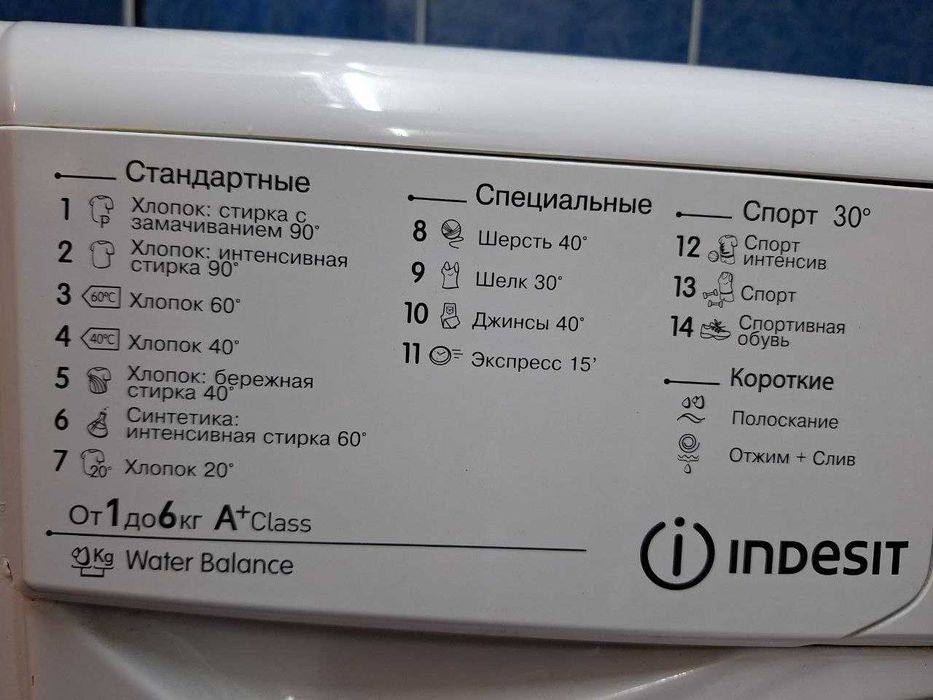 Стандартные
1 P Хлопок: стирка с
замачиванием 90°
2 Хлопок: интенсивная
стирка 90°
3 60°C Хлопок 60°
4 40°C Хлопок 40°
5 Хлопок: бережная
стирка 40°
6 Синтетика:
интенсивная стирка 60°
7 20° Хлопок 20°
От 1 до 6 кг A+ Class
Kg Water Balance
Специальные
8 Шерсть 40°
9 Шелк 30°
10 Джинсы 40°
11 Экспресс 15'
Спорт 30°
12 Спорт
интенсив
13 Спорт
14 Спортивная
обувь
Короткие
Полоскание
Отжим + Слив
INDESIT